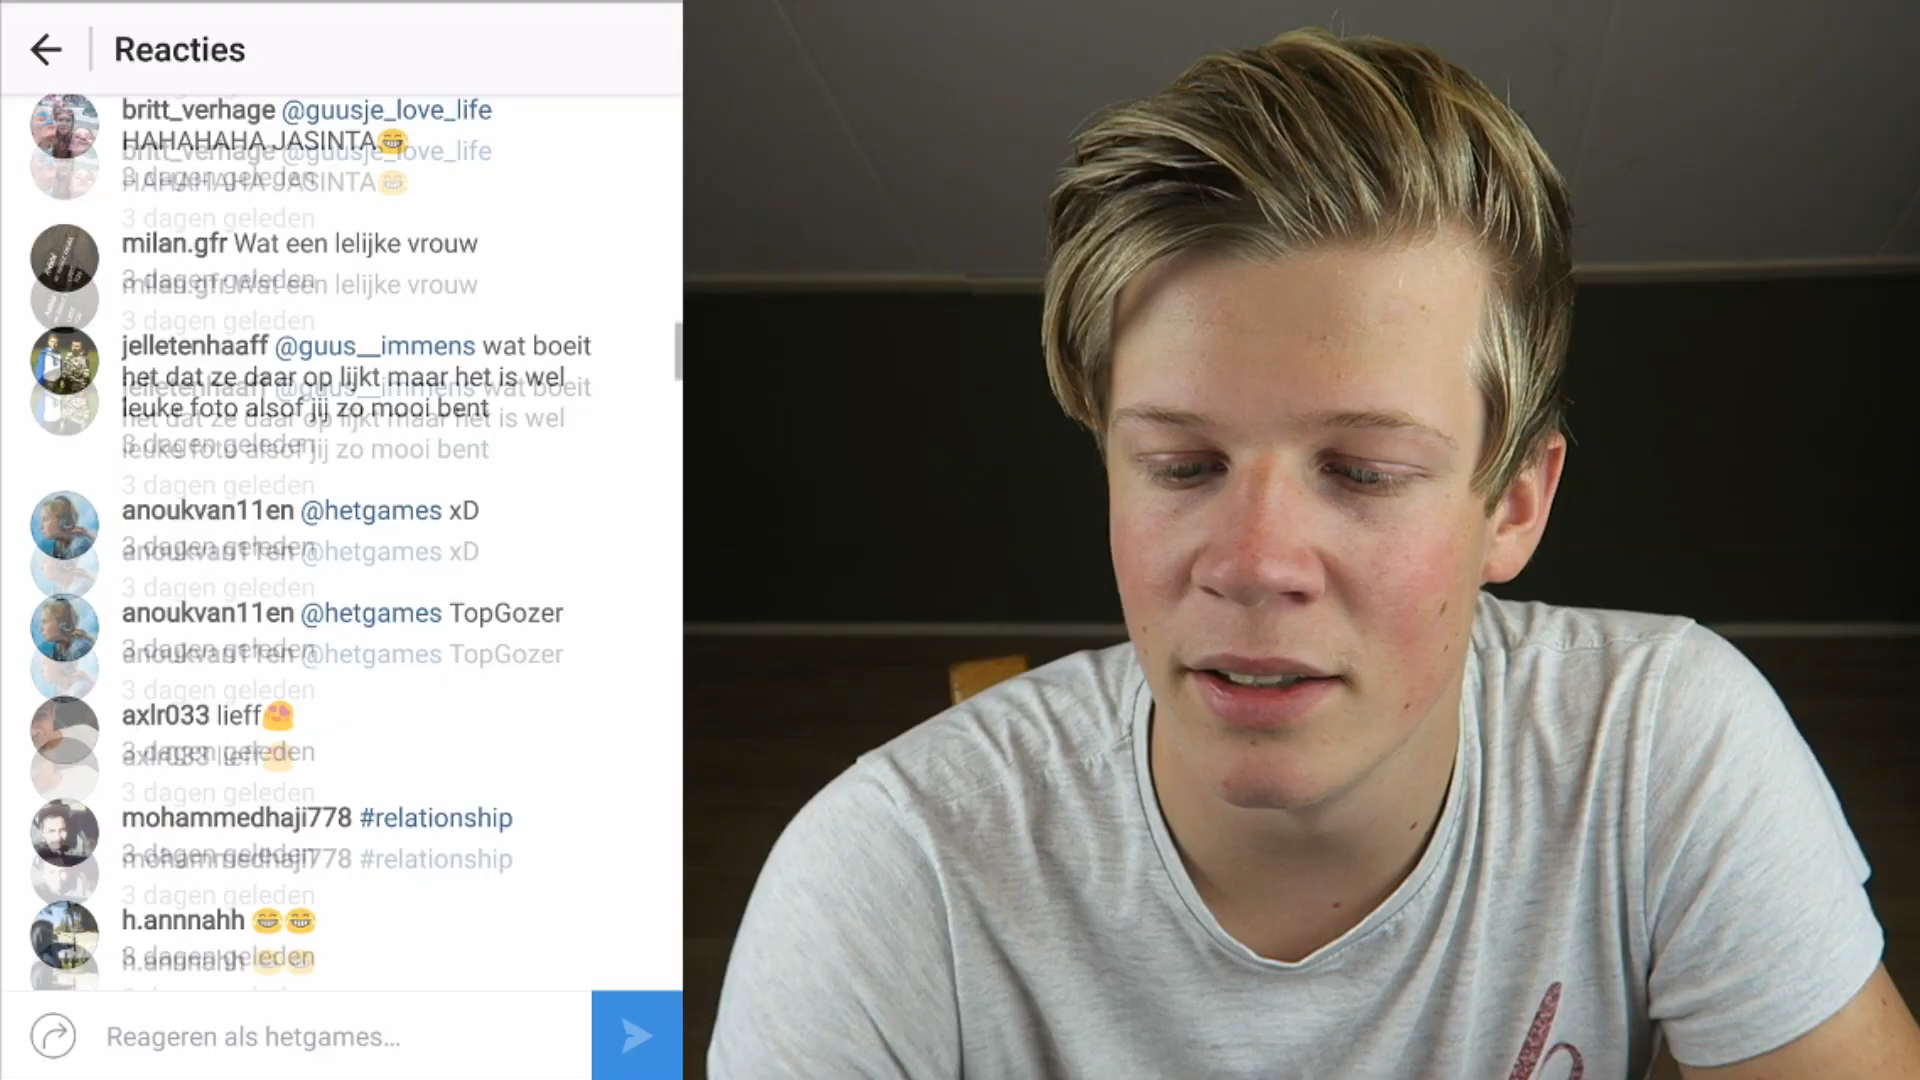 Reacties
britt_verhage @guusje_love_life
HAHAHAHA JASINTA😂
3 dagen geleden
milan.gfr Wat een lelijke vrouw
3 dagen geleden
jelletenhaaff @guus__immens wat boeit
het dat ze daar op lijkt maar het is wel
leuke foto alsof jij zo mooi bent
3 dagen geleden
anoukvan11en @hetgames xD
3 dagen geleden
anoukvan11en @hetgames TopGozer
3 dagen geleden
axlr033 lieff😍
3 dagen geleden
mohammedhaji778 #relationship
3 dagen geleden
h.annnahh 😂😂
3 dagen geleden
Reageren als hetgames...